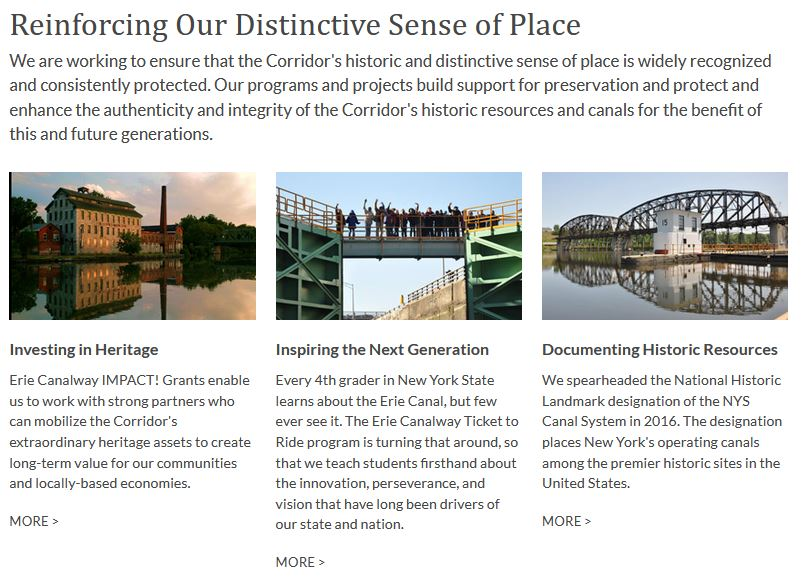 Reinforcing Our Distinctive Sense of Place
We are working to ensure that the Corridor's historic and distinctive sense of place is widely recognized
and consistently protected. Our programs and projects build support for preservation and protect and
enhance the authenticity and integrity of the Corridor's historic resources and canals for the benefit of
this and future generations.
15
Investing in Heritage
Erie Canalway IMPACT! Grants enable
us to work with strong partners who
can mobilize the Corridor's
extraordinary heritage assets to create
long-term value for our communities
and locally-based economies.
MORE >
Inspiring the Next Generation
Every 4th grader in New York State
learns about the Erie Canal, but few
ever see it. The Erie Canalway Ticket to
Ride program is turning that around, so
that we teach students firsthand about
the innovation, perseverance, and
vision that have long been drivers of
our state and nation.
MORE >
Documenting Historic Resources
We spearheaded the National Historic
Landmark designation of the NYS
Canal System in 2016. The designation
places New York's operating canals
among the premier historic sites in the
United States.
MORE >